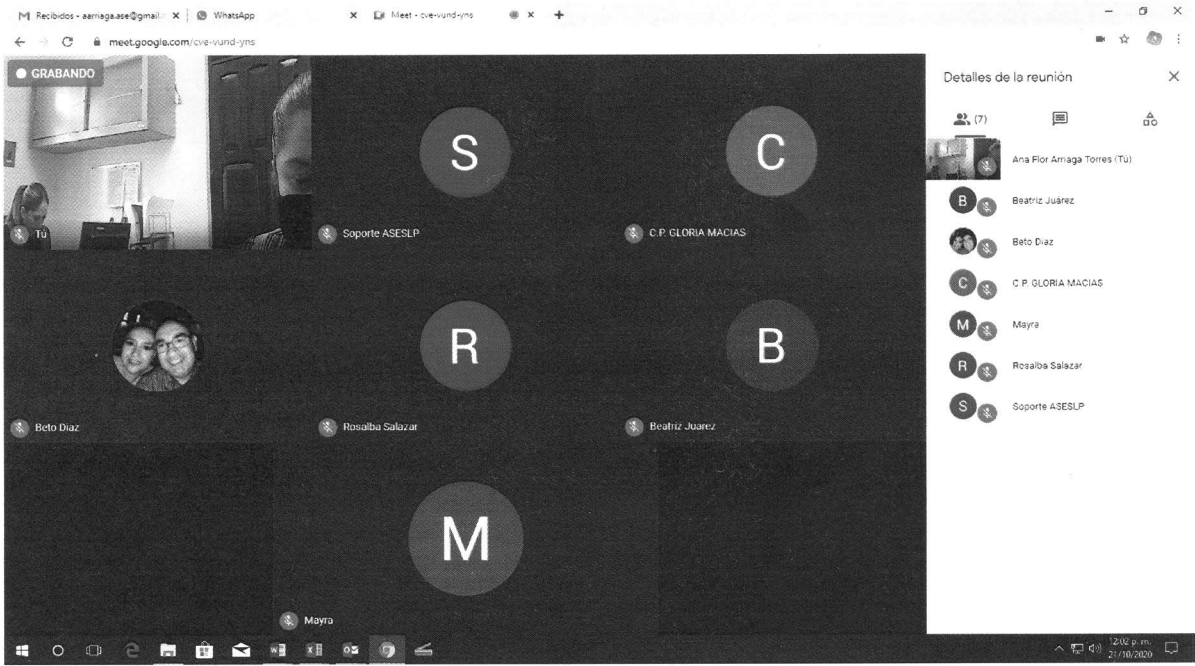 Recibidos - aarriaga.ase@gmail.
WhatsApp
Meet - cve-vund-yns
meet.google.com/cve-vund-yns
GRABANDO
Detalles de la reunión
(7)
S
C
Tú
Soporte ASESLP
C.P. GLORIA MACIAS
Ana Flor Arriaga Torres (Tú)
B Beatriz Juárez
Beto Diaz
C C.P. GLORIA MACIAS
M Mayra
R Rosalba Salazar
S Soporte ASESLP
R
B
Beto Diaz
Rosalba Salazar
Beatriz Juarez
M
Mayra
12:02 p. m.
21/10/2020